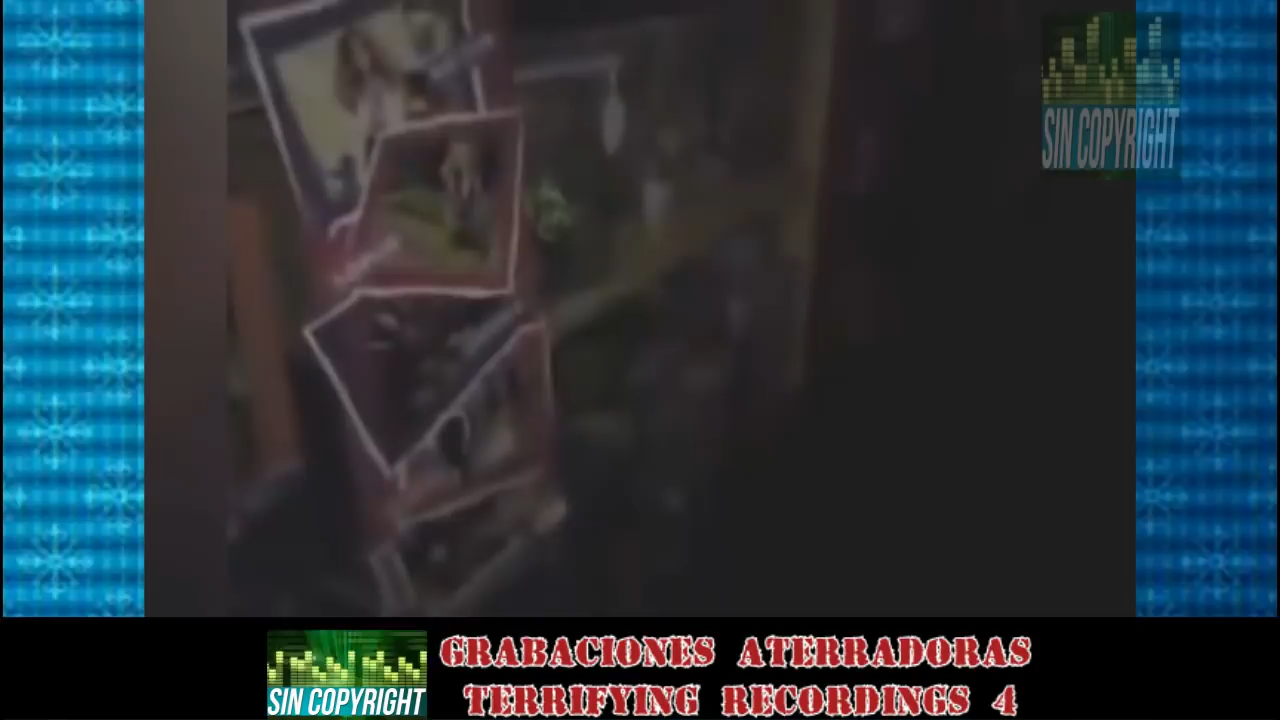 SIN COPYRIGHT
SIN COPYRIGHT
GRABACIONES ATERRADORAS
TERRIFYING RECORDINGS 4